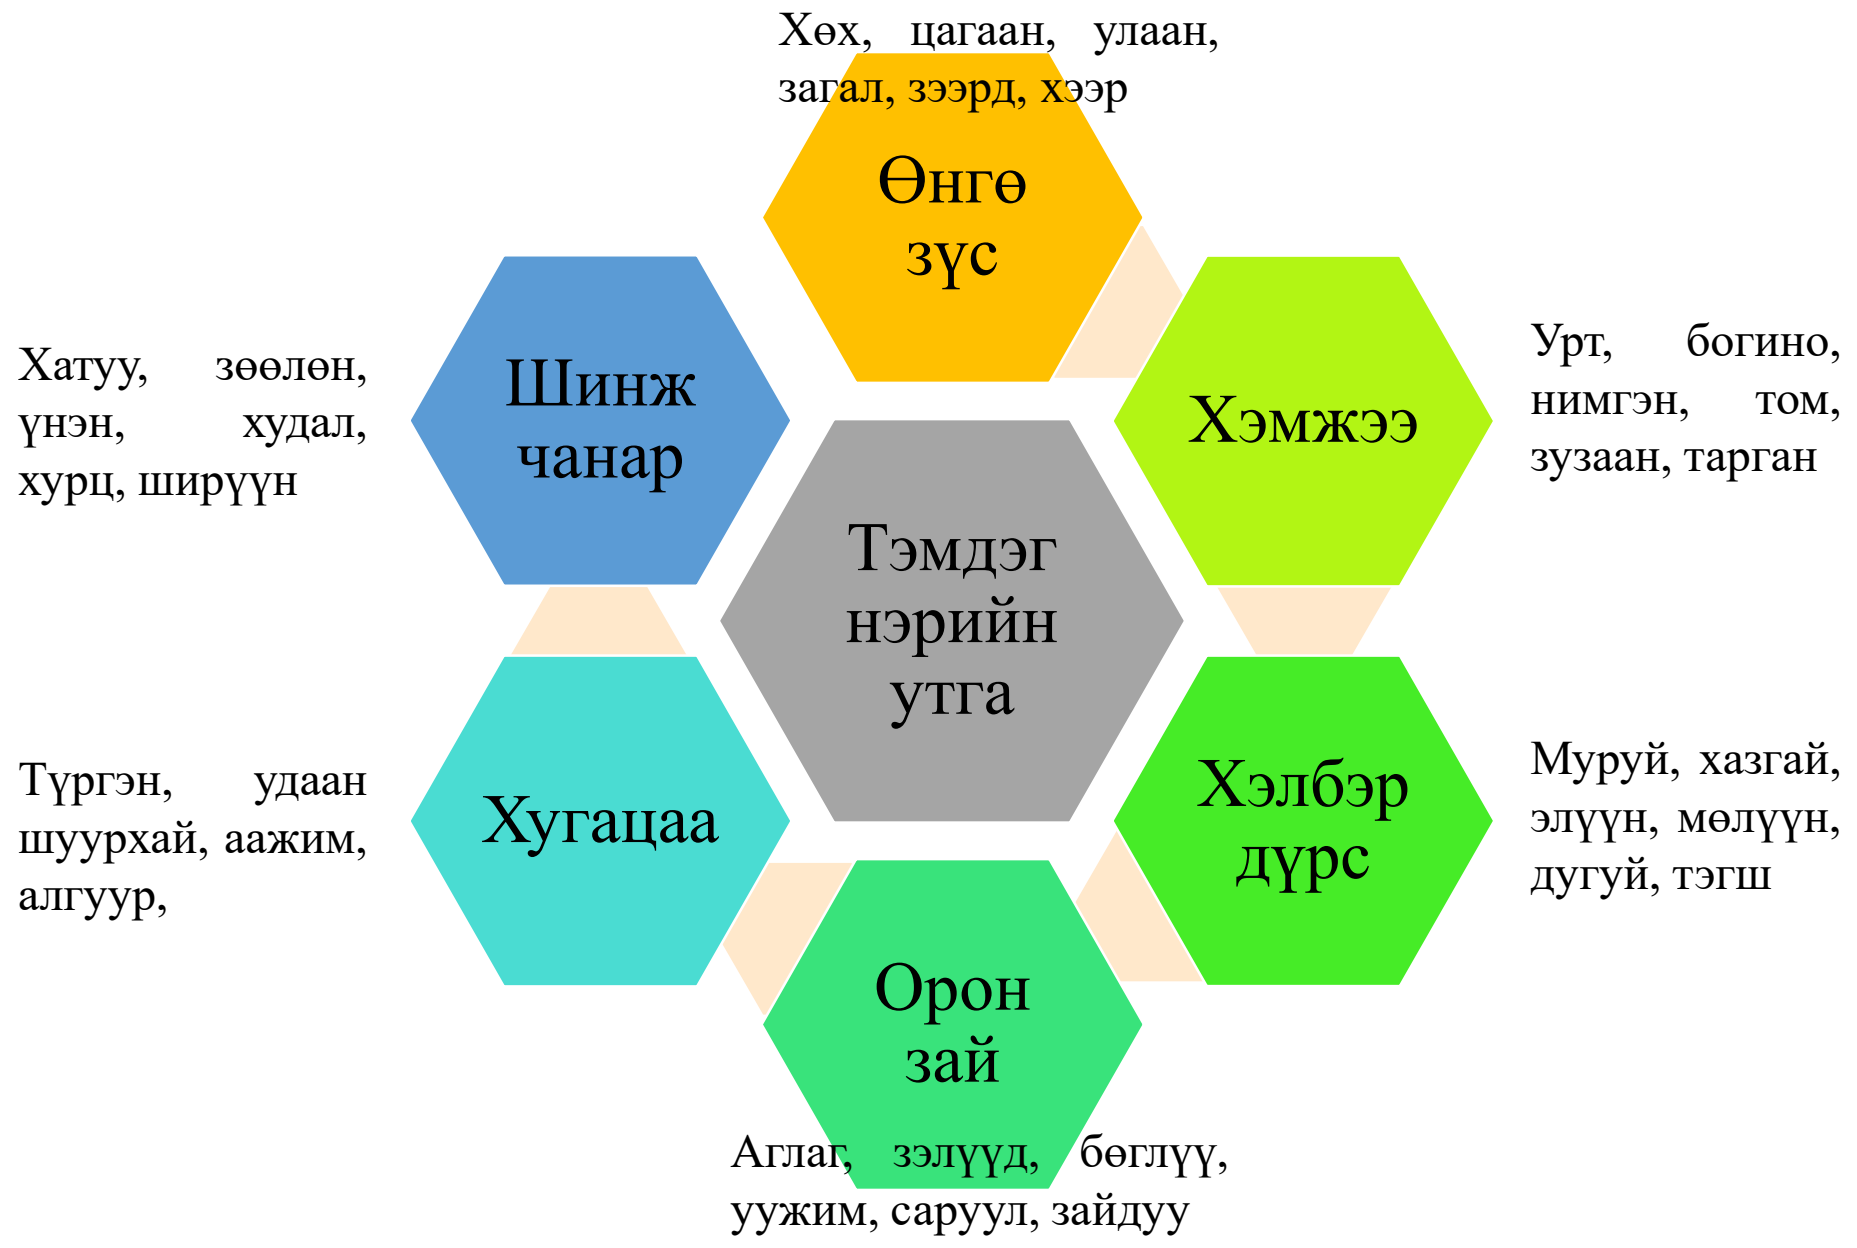 Хөх, цагаан, улаан,
загал, зээрд, хээр
Өнгө
зүс
Шинж
чанар
Хэмжээ
Хатуу, зөөлөн,
үнэн, худал,
хурц, ширүүн
Урт, богино,
нимгэн, том,
зузаан, тарган
Тэмдэг
нэрийн
утга
Түргэн, удаан
шуурхай, аажим,
алгуур,
Хугацаа
Хэлбэр
дүрс
Муруй, хазгай,
элүүн, мөлүүн,
дугуй, тэгш
Орон
зай
Аглаг, зэлүүд, бөглүү,
уужим, саруул, зайдуу